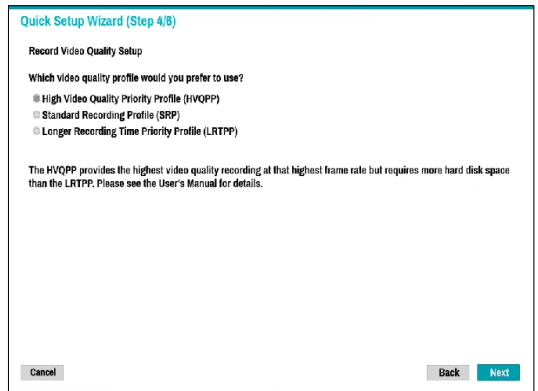 Quick Setup Wizard (Step 4/6)
Record Video Quality Setup
Which video quality profile would you prefer to use?
High Video Quality Priority Profile (HVQPP)
Standard Recording Profile (SRP)
Longer Recording Time Priority Profile (LRTPP)
The HVQPP provides the highest video quality recording at that highest frame rate but requires more hard disk space
than the LRTPP. Please see the User's Manual for details.
Cancel Back Next